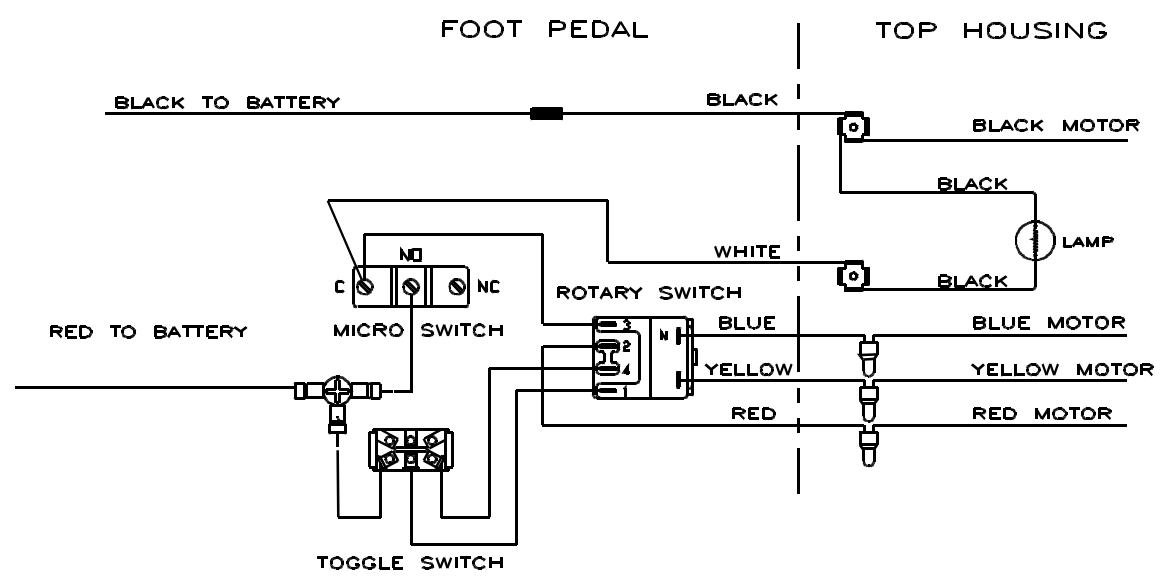 FOOT PEDAL
TOP HOUSING
BLACK TO BATTERY
BLACK
BLACK MOTOR
BLACK
WHITE
LAMP
NO
C
NC
BLACK
ROTARY SWITCH
RED TO BATTERY
MICRO SWITCH
3
N
BLUE
BLUE MOTOR
2
4
YELLOW
YELLOW MOTOR
1
RED
RED MOTOR
TOGGLE SWITCH